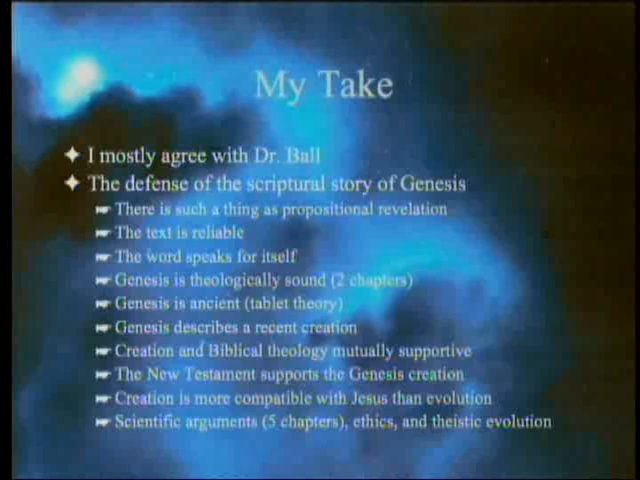 My Take
I mostly agree with Dr. Ball
The defense of the scriptural story of Genesis
There is such a thing as propositional revelation
The text is reliable
The word speaks for itself
Genesis is theologically sound (2 chapters)
Genesis is ancient (tablet theory)
Genesis describes a recent creation
Creation and Biblical theology mutually supportive
The New Testament supports the Genesis creation
Creation is more compatible with Jesus than evolution
Scientific arguments (5 chapters), ethics, and theistic evolution